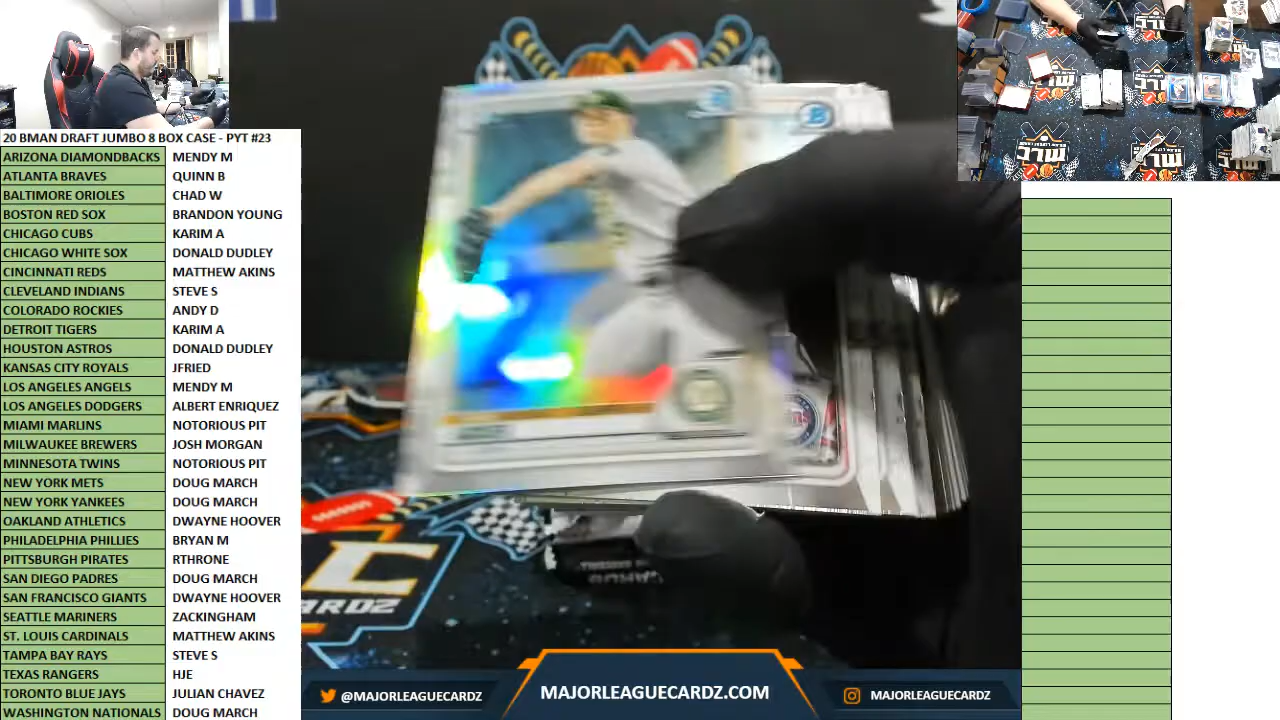 20 BMAN DRAFT JUMBO 8 BOX CASE - PYT #23
ARIZONA DIAMONDBACKS MENDY M
ATLANTA BRAVES QUINN B
BALTIMORE ORIOLES CHAD W
BOSTON RED SOX BRANDON YOUNG
CHICAGO CUBS KARIM A
CHICAGO WHITE SOX DONALD DUDLEY
CINCINNATI REDS MATTHEW AKINS
CLEVELAND INDIANS STEVE S
COLORADO ROCKIES ANDY D
DETROIT TIGERS KARIM A
HOUSTON ASTROS DONALD DUDLEY
KANSAS CITY ROYALS JFRIED
LOS ANGELES ANGELS MENDY M
LOS ANGELES DODGERS ALBERT ENRIQUEZ
MIAMI MARLINS NOTORIOUS PIT
MILWAUKEE BREWERS JOSH MORGAN
MINNESOTA TWINS NOTORIOUS PIT
NEW YORK METS DOUG MARCH
NEW YORK YANKEES DOUG MARCH
OAKLAND ATHLETICS DWAYNE HOOVER
PHILADELPHIA PHILLIES BRYAN M
PITTSBURGH PIRATES RTHRONE
SAN DIEGO PADRES DOUG MARCH
SAN FRANCISCO GIANTS DWAYNE HOOVER
SEATTLE MARINERS ZACKINGHAM
ST. LOUIS CARDINALS MATTHEW AKINS
TAMPA BAY RAYS STEVE S
TEXAS RANGERS HJE
TORONTO BLUE JAYS JULIAN CHAVEZ
WASHINGTON NATIONALS DOUG MARCH
MLC
MLC
MLC
C
ARDZ
@MAJORLEAGUECARDZ
MAJORLEAGUECARDZ.COM
MAJORLEAGUECARDZ